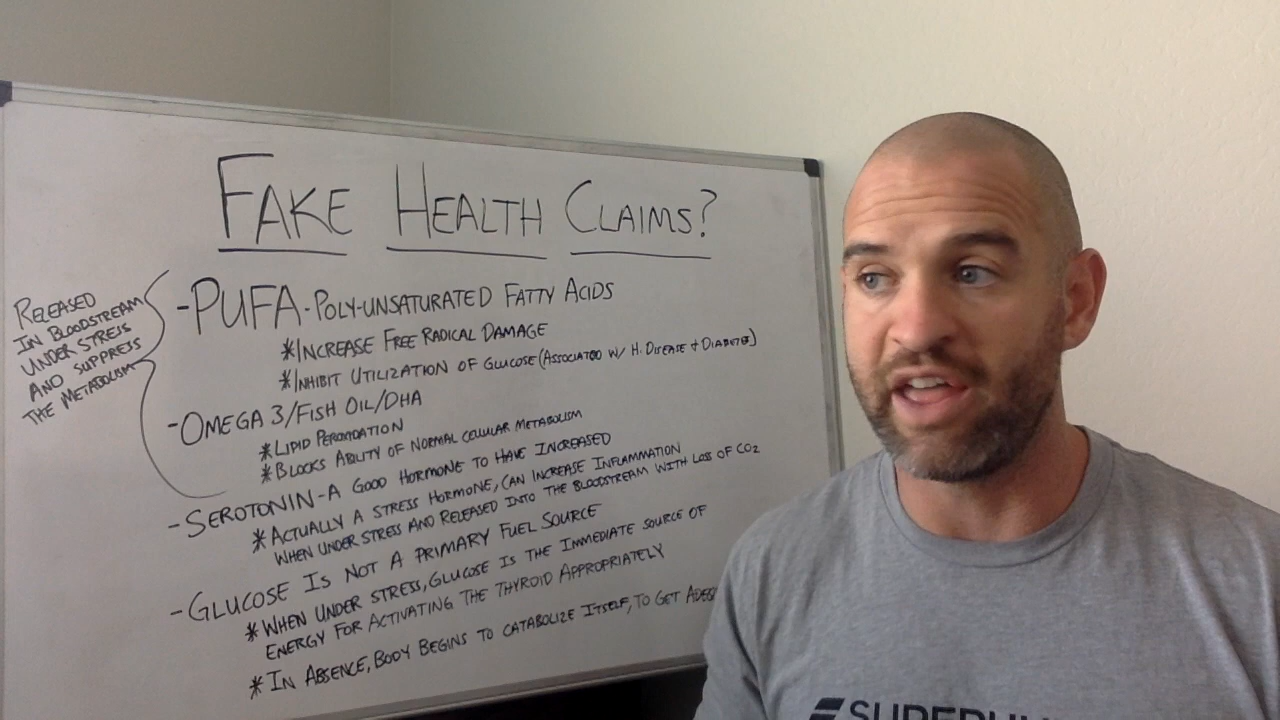 FAKE HEALTH CLAIMS?
RELEASED
IN BLOODSTREAM
UNDER STRESS
AND SUPPRESS
THE METABOLISM
-PUFA-POLY-UNSATURATED FATTY ACIDS
*INCREASE FREE RADICAL DAMAGE
*INHIBIT UTILIZATION OF GLUCOSE (ASSOCIATED W/ H. DISEASE + DIABETES)
-OMEGA 3/FISH OIL/DHA
*LIPID PEROXIDATION
*BLOCKS ABILITY OF NORMAL CELLULAR METABOLISM
-SEROTONIN-A GOOD HORMONE TO HAVE INCREASED
*ACTUALLY A STRESS HORMONE, CAN INCREASE INFLAMMATION
WHEN UNDER STRESS AND RELEASED INTO THE BLOODSTREAM WITH LOSS OF CO2
-GLUCOSE IS NOT A PRIMARY FUEL SOURCE
*WHEN UNDER STRESS, GLUCOSE IS THE IMMEDIATE SOURCE OF
ENERGY FOR ACTIVATING THE THYROID APPROPRIATELY
*IN ABSENCE, BODY BEGINS TO CATABOLIZE ITSELF, TO GET